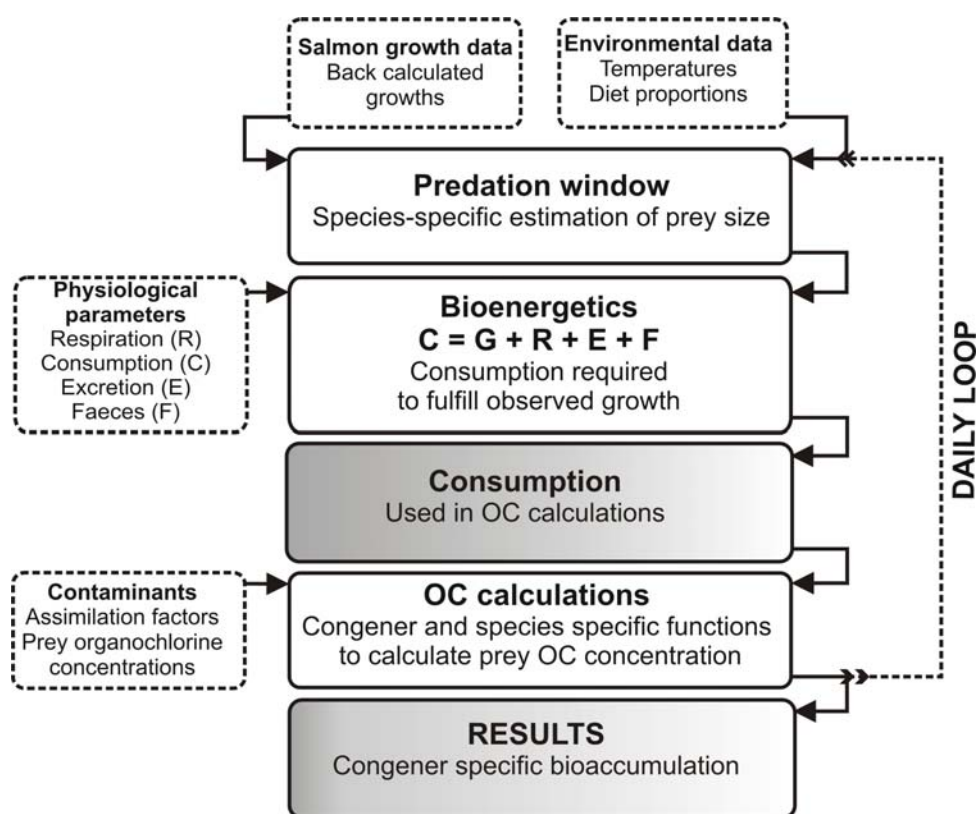 Salmon growth data
Back calculated
growths
Environmental data
Temperatures
Diet proportions
Predation window
Species-specific estimation of prey size
Physiological
parameters
Respiration (R)
Consumption (C)
Excretion (E)
Faeces (F)
Bioenergetics
C = G + R + E + F
Consumption required
to fulfill observed growth
Consumption
Used in OC calculations
Contaminants
Assimilation factors
Prey organochlorine
concentrations
OC calculations
Congener and species specific functions
to calculate prey OC concentration
RESULTS
Congener specific bioaccumulation
DAILY LOOP